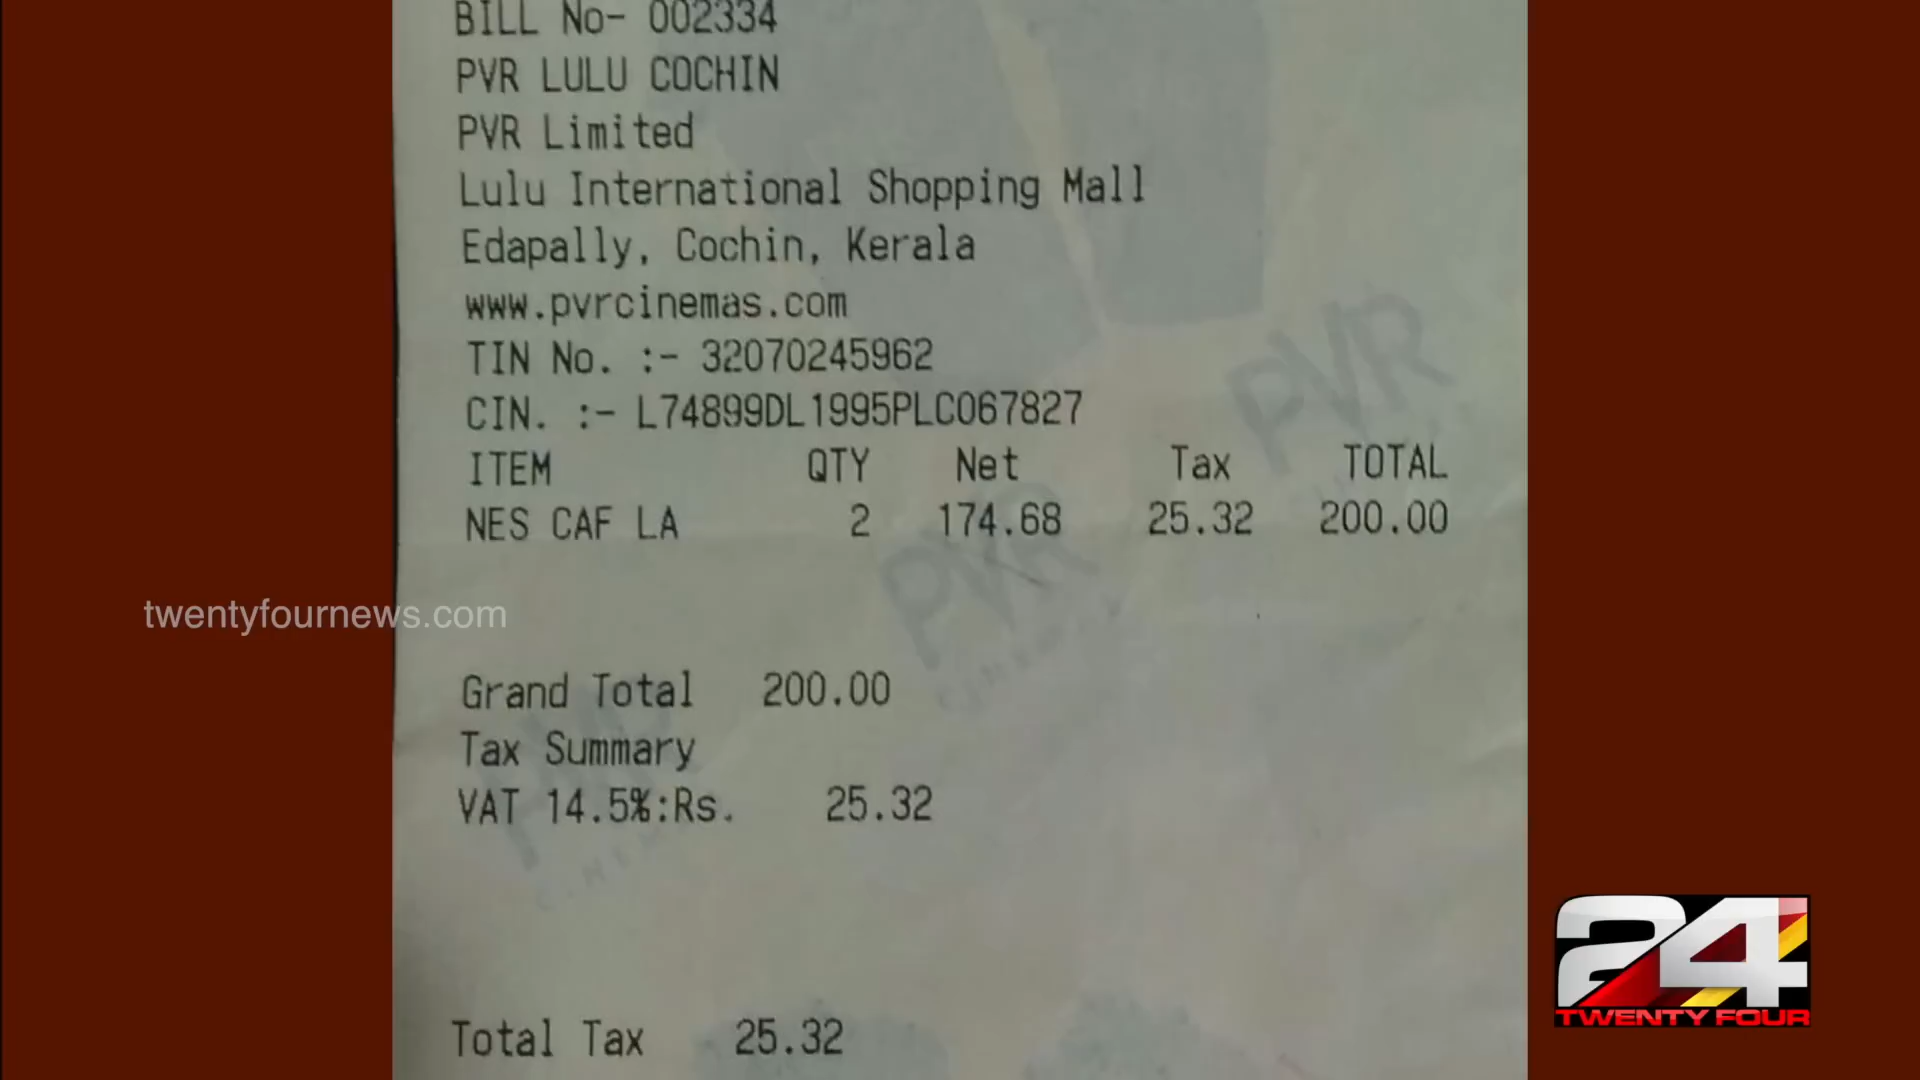 BILL No- 002334
PVR LULU COCHIN
PVR Limited
Lulu International Shopping Mall
Edapally, Cochin, Kerala
www.pvrcinemas.com
TIN No. :- 32070245962
CIN. :- L74899DL1995PLC067827
ITEM QTY Net Tax TOTAL
NES CAF LA 2 174.68 25.32 200.00
twentyfournews.com
Grand Total 200.00
Tax Summary
VAT 14.5%:Rs. 25.32
Total Tax 25.32
PVR
PVR
24
TWENTY FOUR